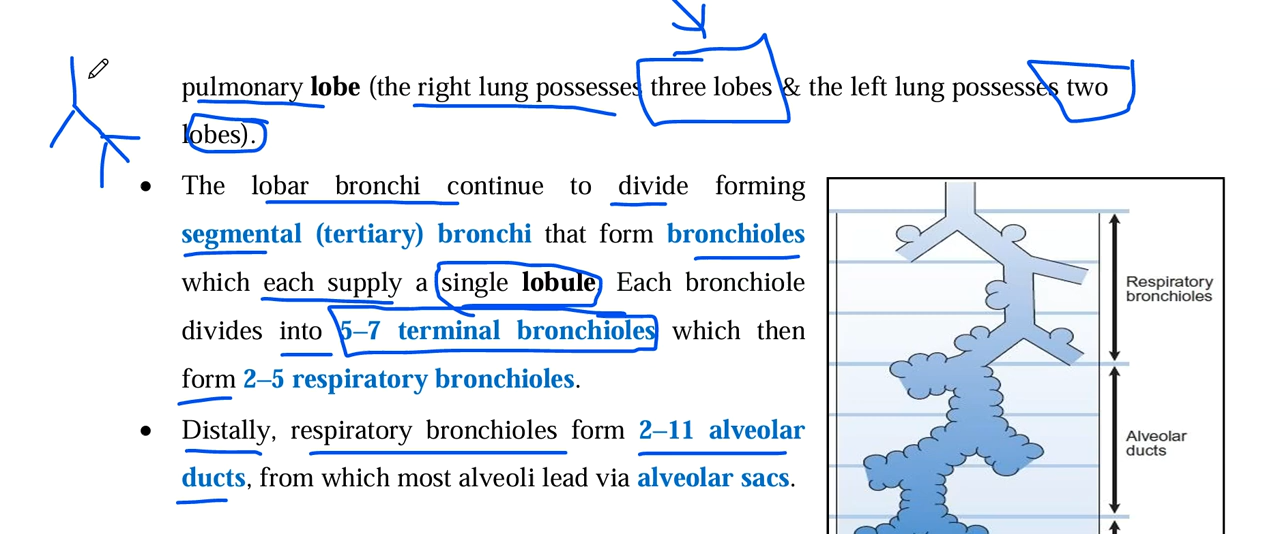 pulmonary lobe (the right lung possesses three lobes & the left lung possesses two
lobes).
• The lobar bronchi continue to divide forming
segmental (tertiary) bronchi that form bronchioles
which each supply a single lobule. Each bronchiole
divides into 5–7 terminal bronchioles which then
form 2–5 respiratory bronchioles.
• Distally, respiratory bronchioles form 2–11 alveolar
ducts, from which most alveoli lead via alveolar sacs.
Respiratory
bronchioles
Alveolar
ducts